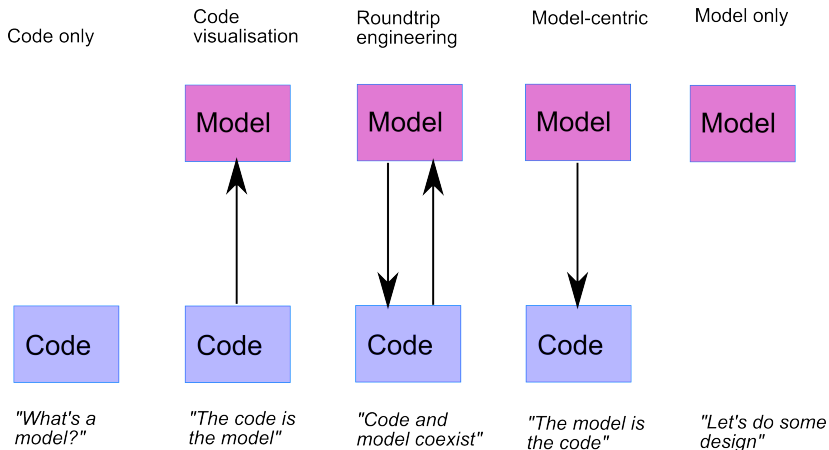 Code only
Code
visualisation
Roundtrip
engineering
Model-centric
Model only
Model
Model
Model
Model
Code
Code
Code
Code
"What's a
model?"
"The code is
the model"
"Code and
model coexist"
"The model is
the code"
"Let's do some
design"